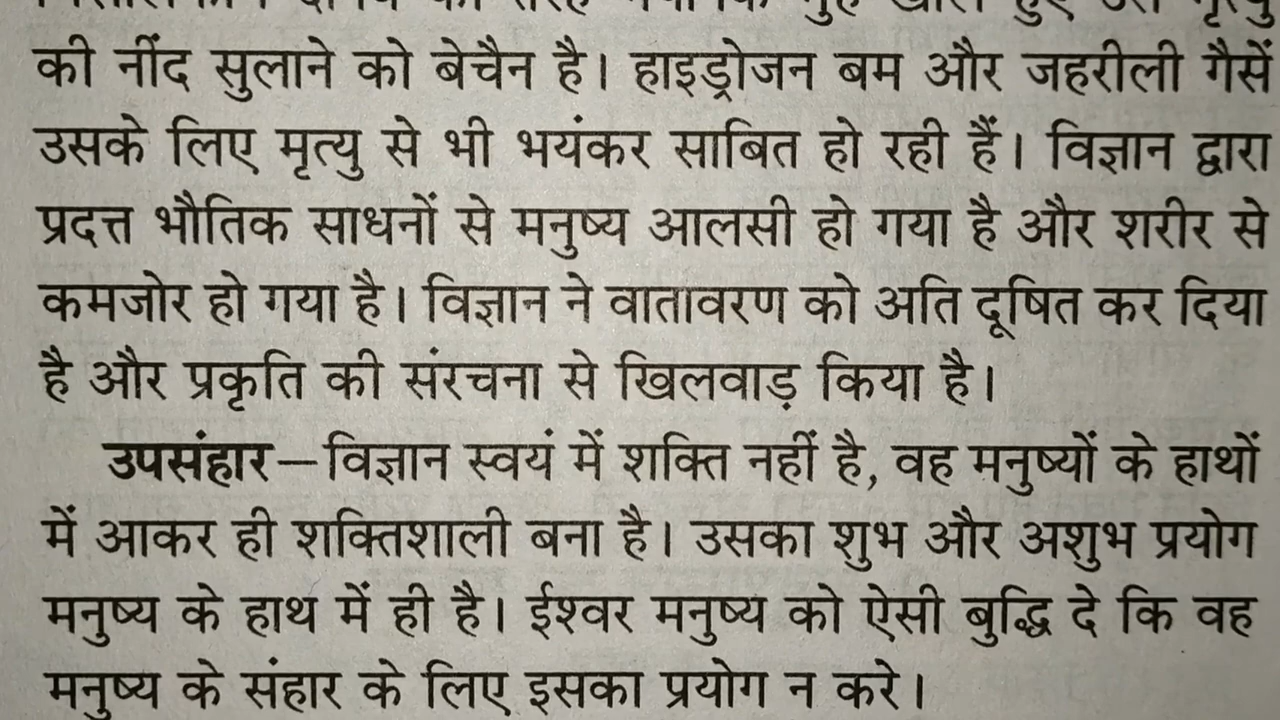 की नींद सुलाने को बेचैन है। हाइड्रोजन बम और जहरीली गैसें
उसके लिए मृत्यु से भी भयंकर साबित हो रही हैं। विज्ञान द्वारा
प्रदत्त भौतिक साधनों से मनुष्य आलसी हो गया है और शरीर से
कमजोर हो गया है। विज्ञान ने वातावरण को अति दूषित कर दिया
है और प्रकृति की संरचना से खिलवाड़ किया है।
उपसंहार—विज्ञान स्वयं में शक्ति नहीं है, वह मनुष्यों के हाथों
में आकर ही शक्तिशाली बना है। उसका शुभ और अशुभ प्रयोग
मनुष्य के हाथ में ही है। ईश्वर मनुष्य को ऐसी बुद्धि दे कि वह
मनुष्य के संहार के लिए इसका प्रयोग न करे।